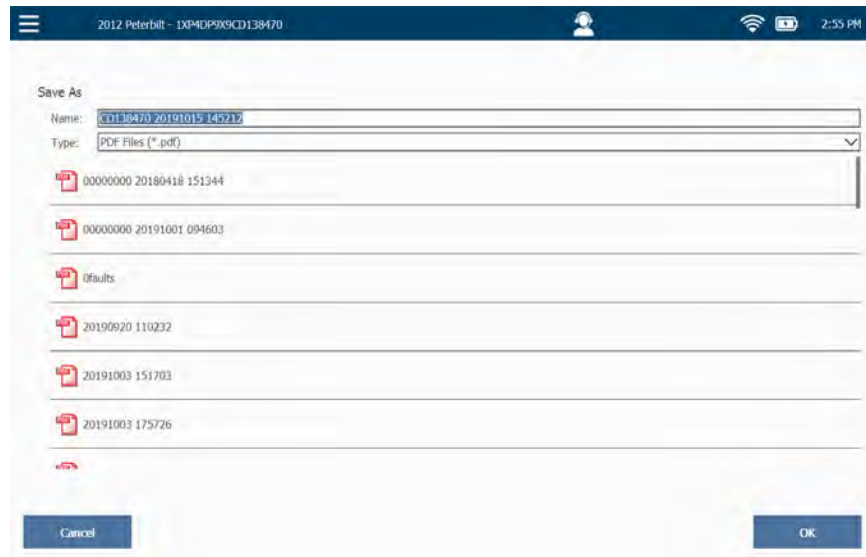 2012 Peterbilt - 1XP4DP9X9CD138470
2:55 PM
Save As
Name: CD138470 20191015 145212
Type: PDF Files (*.pdf)
00000000 20180418 151344
00000000 20191001 094603
0faults
20190920 110232
20191003 151703
20191003 175726
Cancel
OK